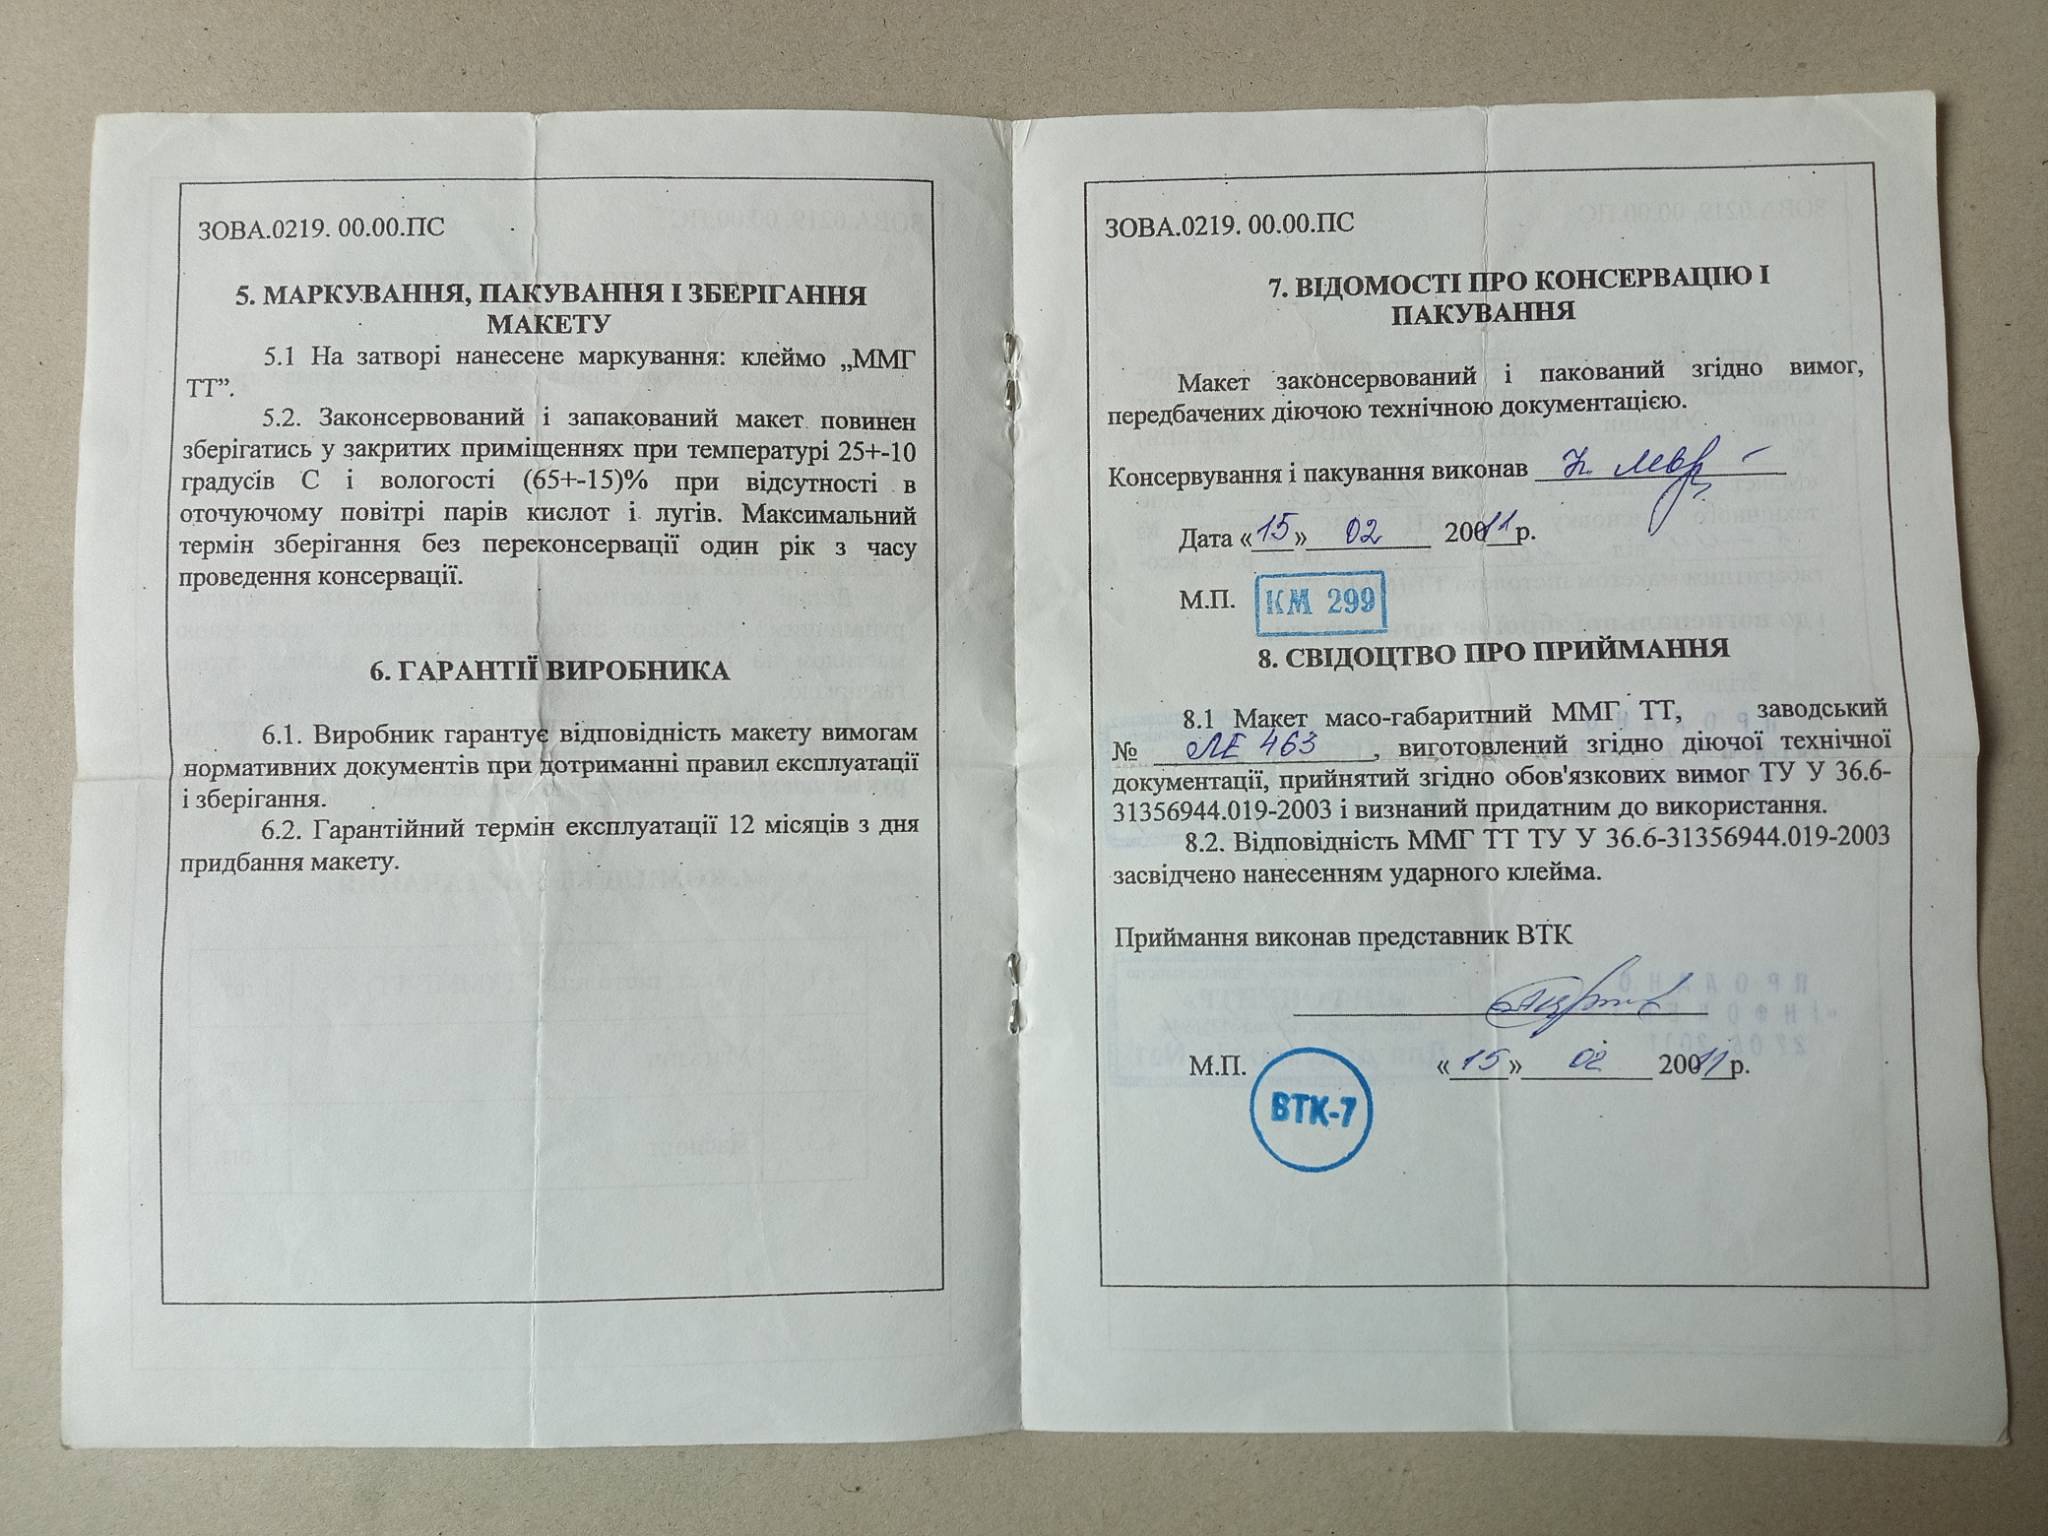 ЗОВА.0219. 00.00.ПС
5. МАРКУВАННЯ, ПАКУВАННЯ І ЗБЕРІГАННЯ
МАКЕТУ
5.1 На затворі нанесене маркування: клеймо „ММГ
ТТ”.
5.2. Законсервований і запакований макет повинен
зберігатись у закритих приміщеннях при температурі 25+-10
градусів С і вологості (65+-15)% при відсутності в
оточуючому повітрі парів кислот і лугів. Максимальний
термін зберігання без переконсервації один рік з часу
проведення консервації.
6. ГАРАНТІЇ ВИРОБНИКА
6.1. Виробник гарантує відповідність макету вимогам
нормативних документів при дотриманні правил експлуатації
і зберігання.
6.2. Гарантійний термін експлуатації 12 місяців з дня
придбання макету.
ЗОВА.0219. 00.00.ПС
7. ВІДОМОСТІ ПРО КОНСЕРВАЦІЮ І
ПАКУВАННЯ
Макет законсервований і пакований згідно вимог,
передбачених діючою технічною документацією.
Консервування і пакування виконав
Дата «15» 02 20011р.
М.П. КМ 299
8. СВІДОЦТВО ПРО ПРИЙМАННЯ
8.1 Макет масо-габаритний ММГ ТТ, заводський
№ ЛЕ 463, виготовлений згідно діючої технічної
документації, прийнятий згідно обов'язкових вимог ТУ У 36.6-
31356944.019-2003 і визнаний придатним до використання.
8.2. Відповідність ММГ ТТ ТУ У 36.6-31356944.019-2003
засвідчено нанесенням ударного клейма.
Приймання виконав представник ВТК
М.П. «15» 02 20011р.
ВТК-7